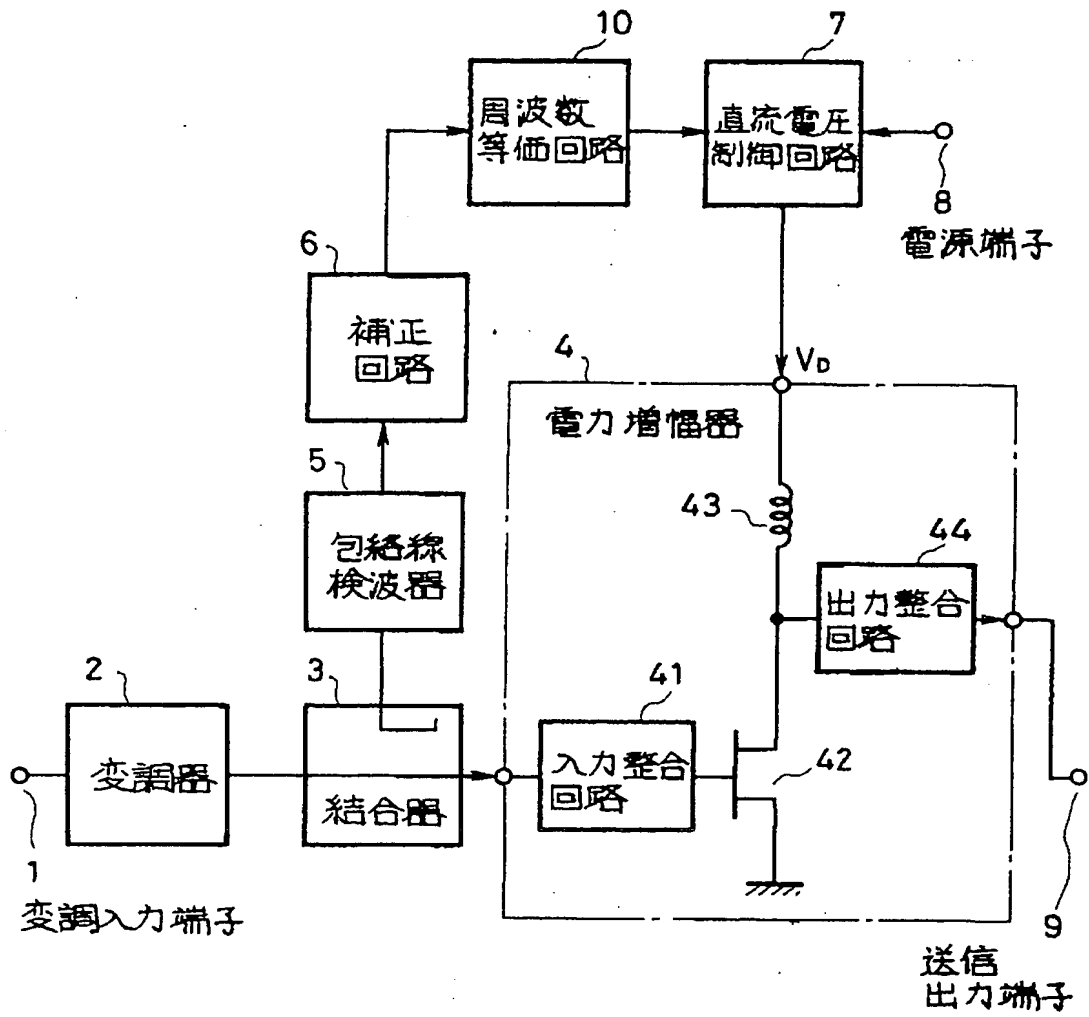 10
7
周波数
等価回路
直流電圧
制御回路
8
電源端子
6
補正
回路
4
VD
電力増幅器
5
包絡線
検波器
43
44
出力整合
回路
2
3
41
変調器
結合器
入力整合
回路
42
1
変調入力端子
9
送信
出力端子